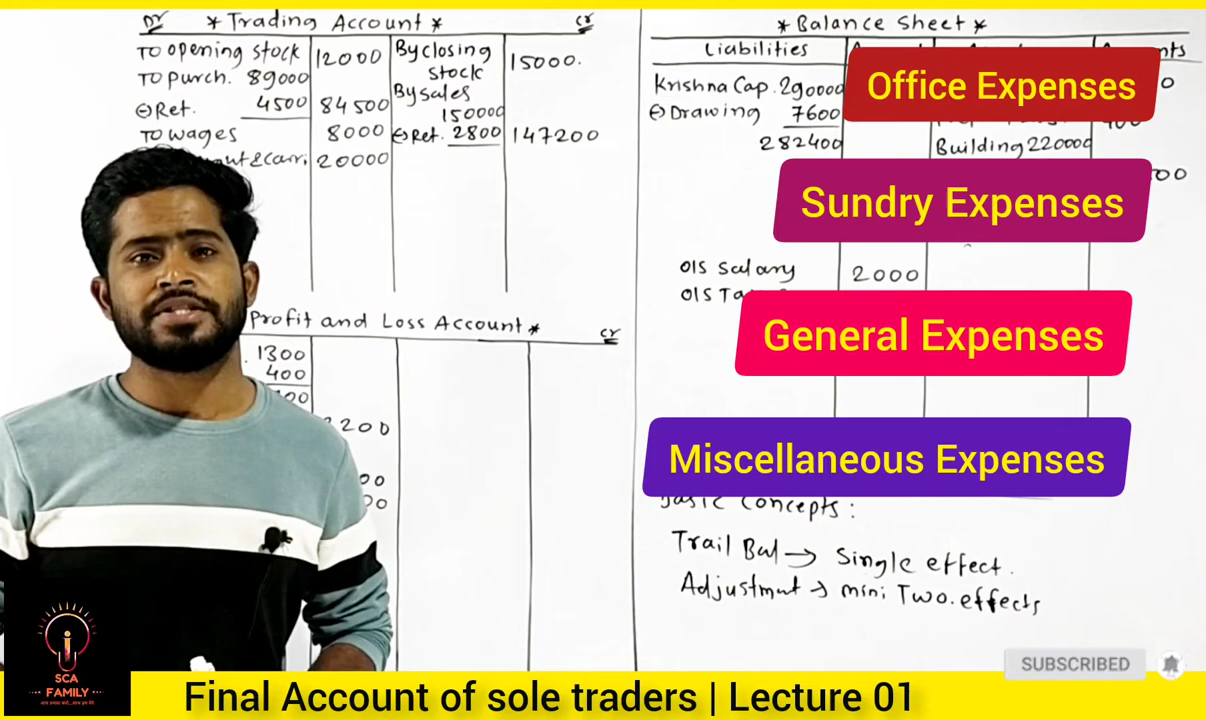 Dr * Trading Account * Cr
To opening stock 12000 By closing stock 15000.
To purch. 89000 By sales
⊖Ret. 4500 84500 150000
To wages 8000 ⊖Ret. 2800 147200
&carri. 20000
Profit and Loss Account * Cr
1300
400
* Balance Sheet *
Liabilities
Krishna Cap. 290000
⊖Drawing 7600
282400
Building 220000
O/S Salary 2000
O/S
Office Expenses
Sundry Expenses
General Expenses
Miscellaneous Expenses
Basic Concepts:
Trail Bal → Single effect.
Adjustmut → mini Two.effects
SCA
FAMILY
SUBSCRIBED
Final Account of sole traders | Lecture 01